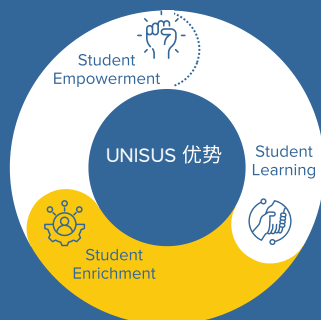 Student
Empowerment
UNISUS 优势
Student
Learning
Student
Enrichment